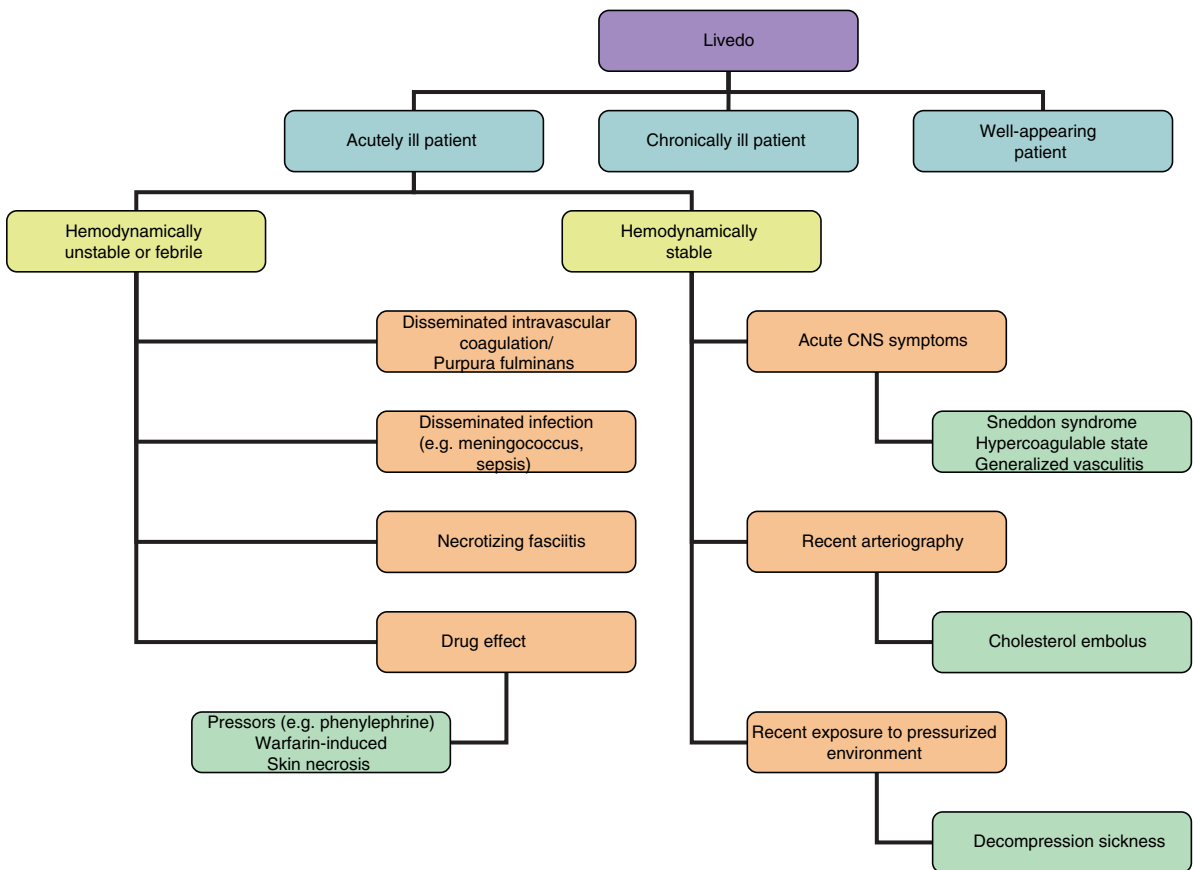 Livedo
Acutely ill patient
Chronically ill patient
Well-appearing
patient
Hemodynamically
unstable or febrile
Hemodynamically
stable
Disseminated intravascular
coagulation/
Purpura fulminans
Disseminated infection
(e.g. meningococcus,
sepsis)
Necrotizing fasciitis
Drug effect
Pressors (e.g. phenylephrine)
Warfarin-induced
Skin necrosis
Acute CNS symptoms
Sneddon syndrome
Hypercoagulable state
Generalized vasculitis
Recent arteriography
Cholesterol embolus
Recent exposure to pressurized
environment
Decompression sickness